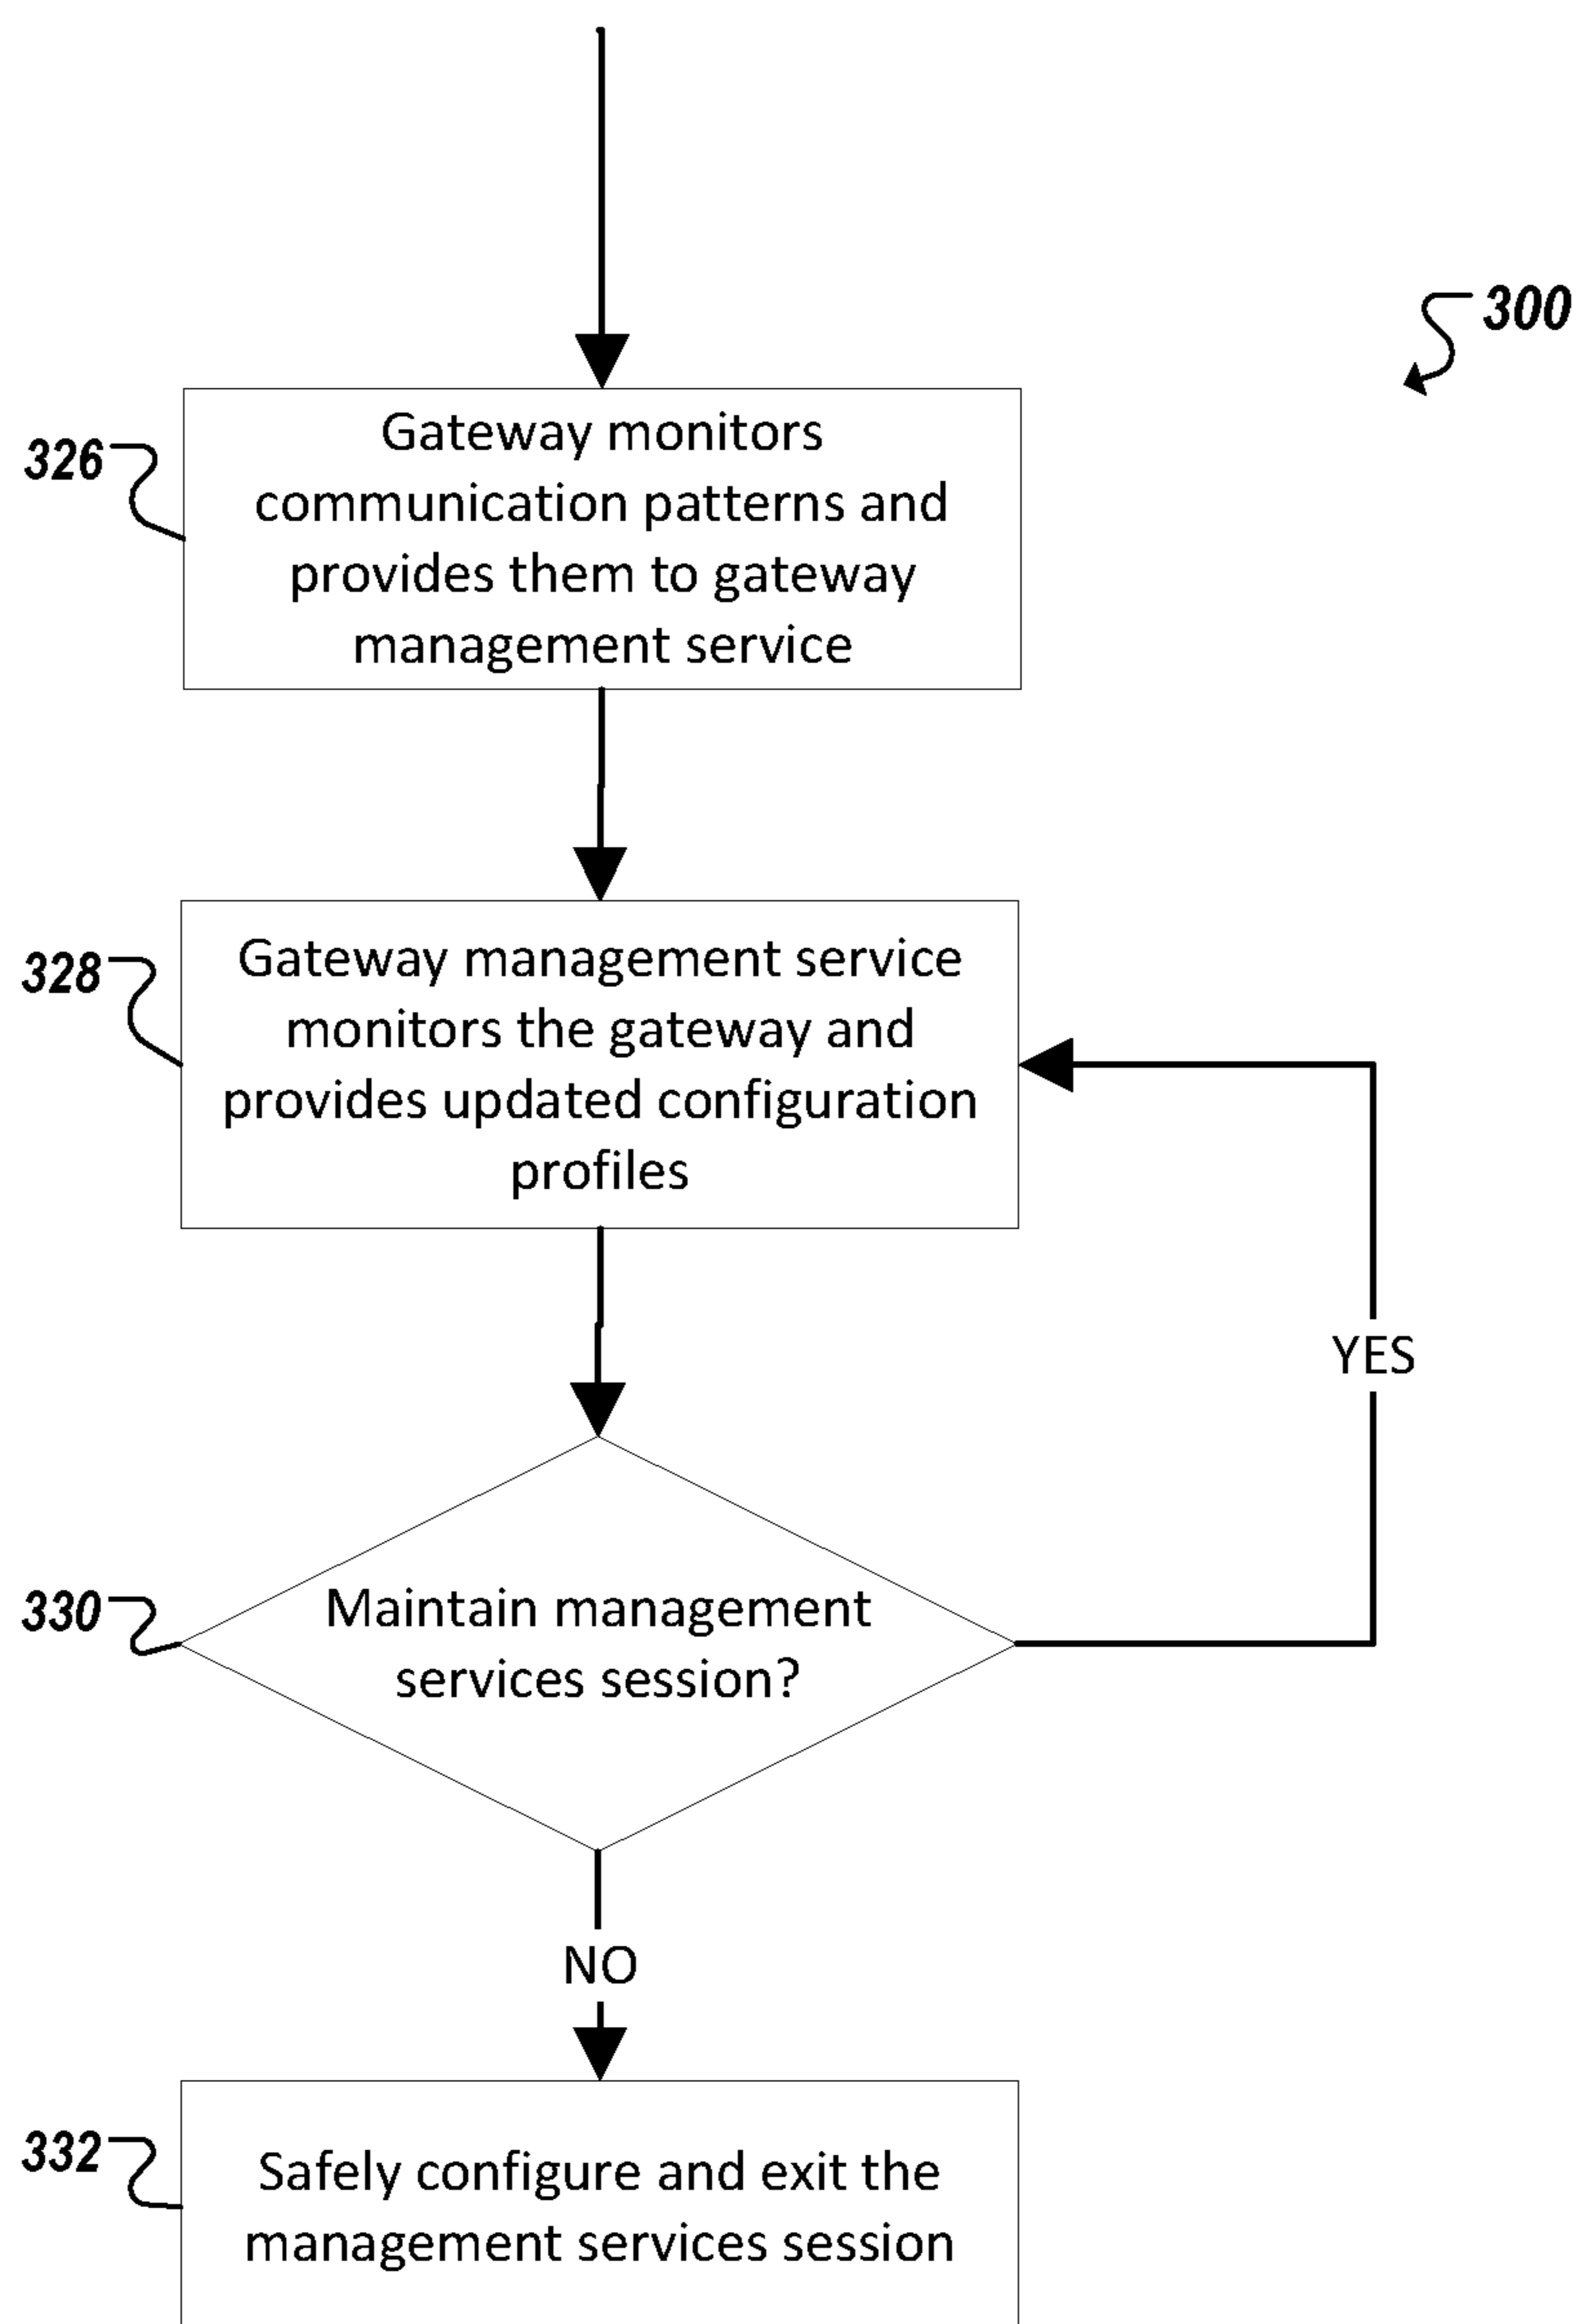 300
326
Gateway monitors
communication patterns and
provides them to gateway
management service
328
Gateway management service
monitors the gateway and
provides updated configuration
profiles
YES
330
Maintain management
services session?
NO
332
Safely configure and exit the
management services session